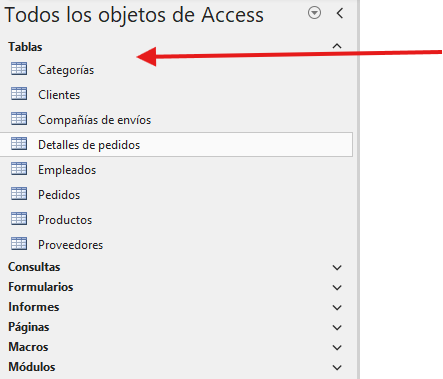 Todos los objetos de Access
Tablas
Categorías
Clientes
Compañías de envíos
Detalles de pedidos
Empleados
Pedidos
Productos
Proveedores
Consultas
Formularios
Informes
Páginas
Macros
Módulos